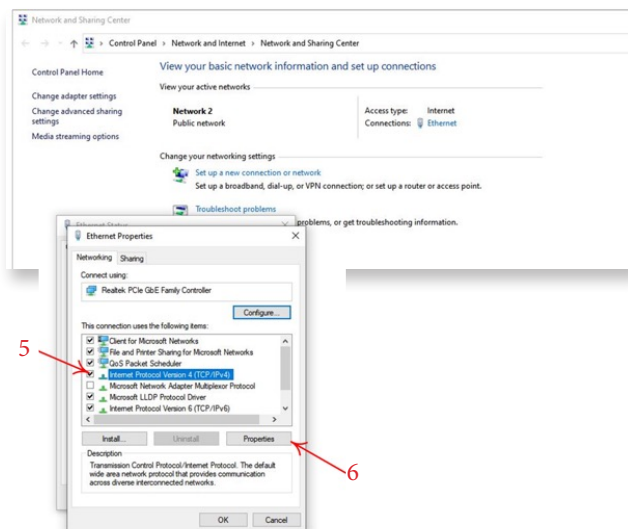 Network and Sharing Center
Control Panel > Network and Internet > Network and Sharing Center
Control Panel Home
Change adapter settings
Change advanced sharing
settings
Media streaming options
View your basic network information and set up connections
View your active networks
Network 2
Public network
Access type: Internet
Connections: Ethernet
Change your networking settings
Set up a new connection or network
Set up a broadband, dial-up, or VPN connection; or set up a router or access point.
Troubleshoot problems
problems, or get troubleshooting information.
Ethernet Status
Ethernet Properties
Networking Sharing
Connect using:
Realtek PCIe GbE Family Controller
Configure...
This connection uses the following items:
Client for Microsoft Networks
File and Printer Sharing for Microsoft Networks
QoS Packet Scheduler
5
Internet Protocol Version 4 (TCP/IPv4)
Microsoft Network Adapter Multiplexor Protocol
Microsoft LLDP Protocol Driver
Internet Protocol Version 6 (TCP/IPv6)
Install... Uninstall Properties
6
Description
Transmission Control Protocol/Internet Protocol. The default
wide area network protocol that provides communication
across diverse interconnected networks.
OK Cancel